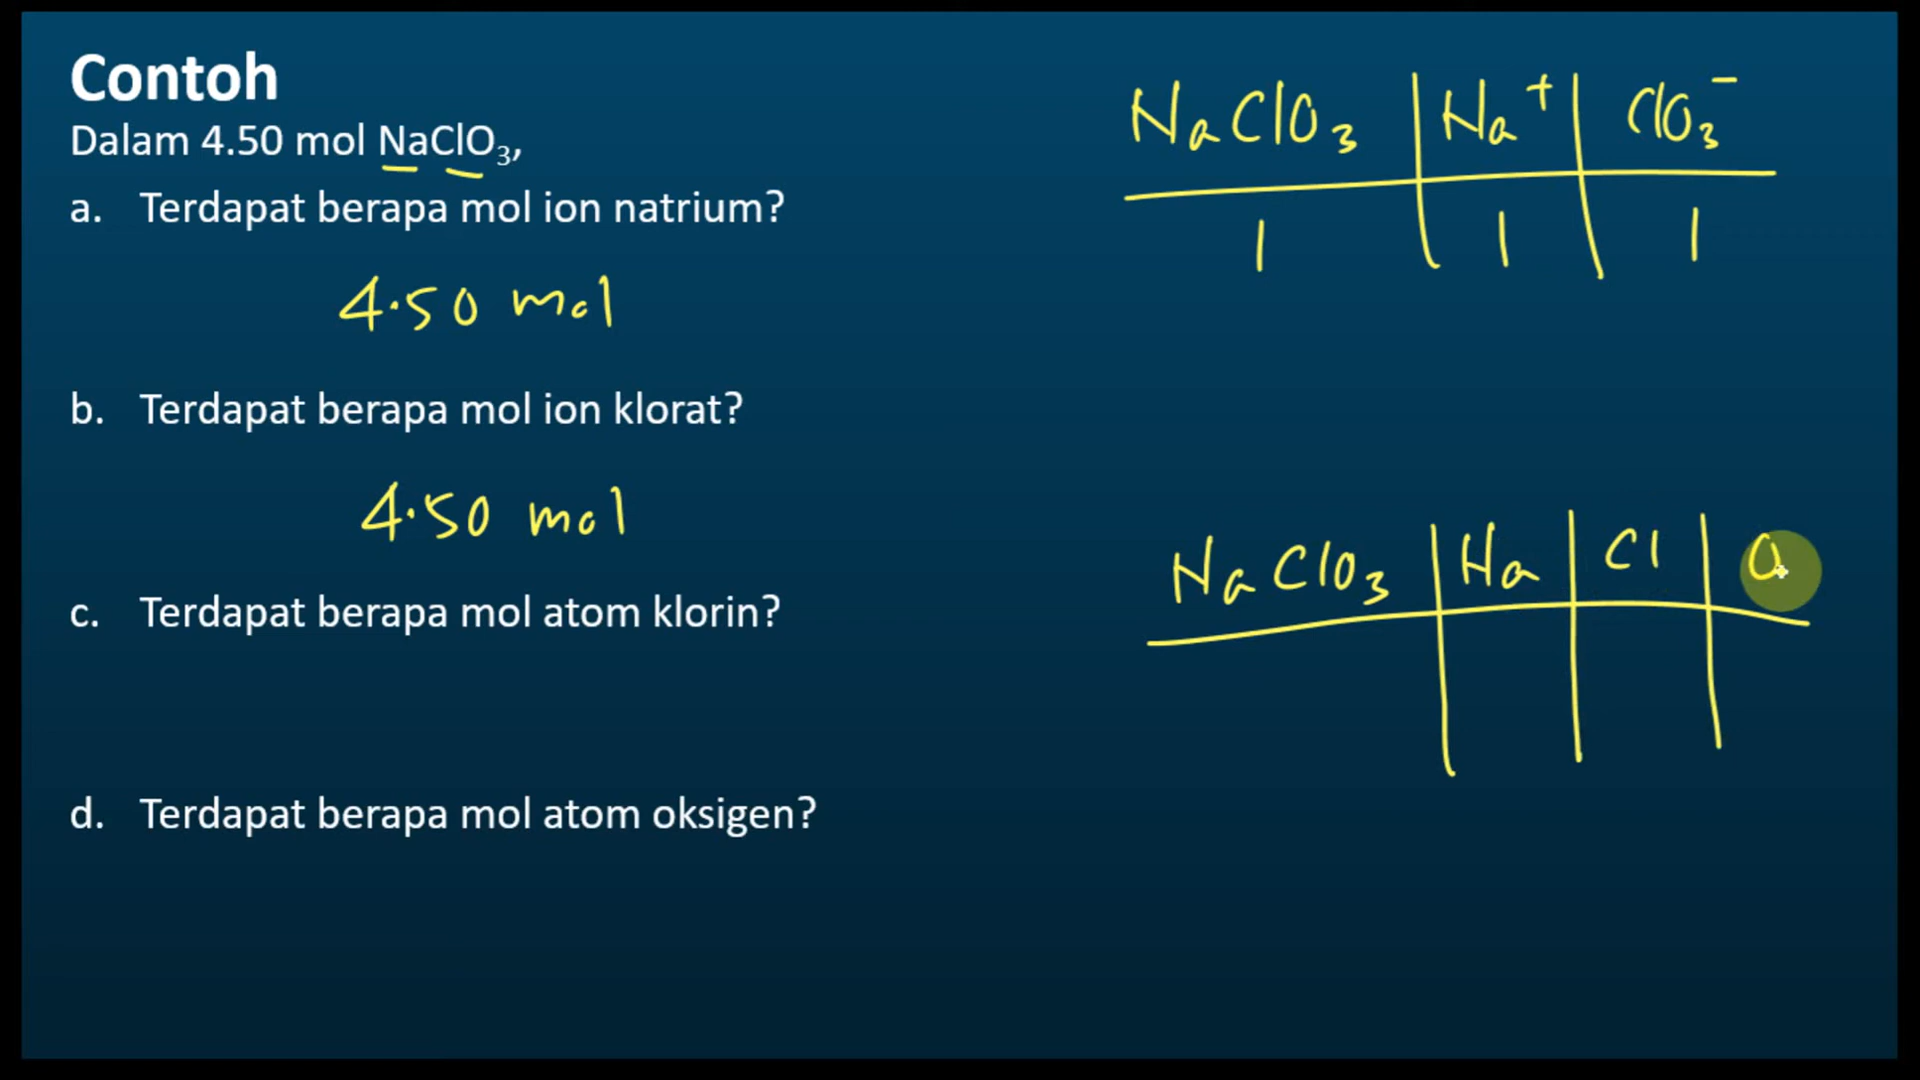 Contoh
Dalam 4.50 mol NaClO₃,
a. Terdapat berapa mol ion natrium?
4.50 mol
b. Terdapat berapa mol ion klorat?
4.50 mol
c. Terdapat berapa mol atom klorin?
d. Terdapat berapa mol atom oksigen?
NaClO₃ | Na⁺ | ClO₃⁻
1 | 1 | 1
NaClO₃ | Na | Cl | O